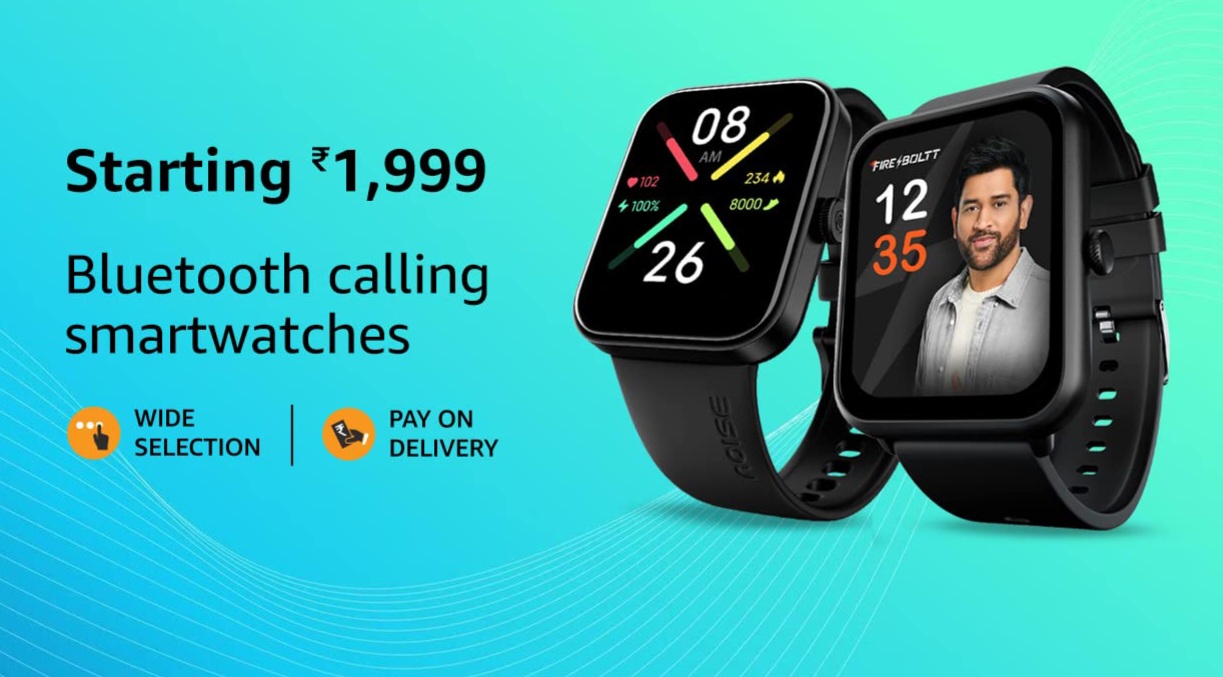 Starting ₹1,999
Bluetooth calling
smartwatches
WIDE
SELECTION
PAY ON
DELIVERY
08
AM
102
234
100%
8000
26
NOISE
FIRE BOLTT
12
35